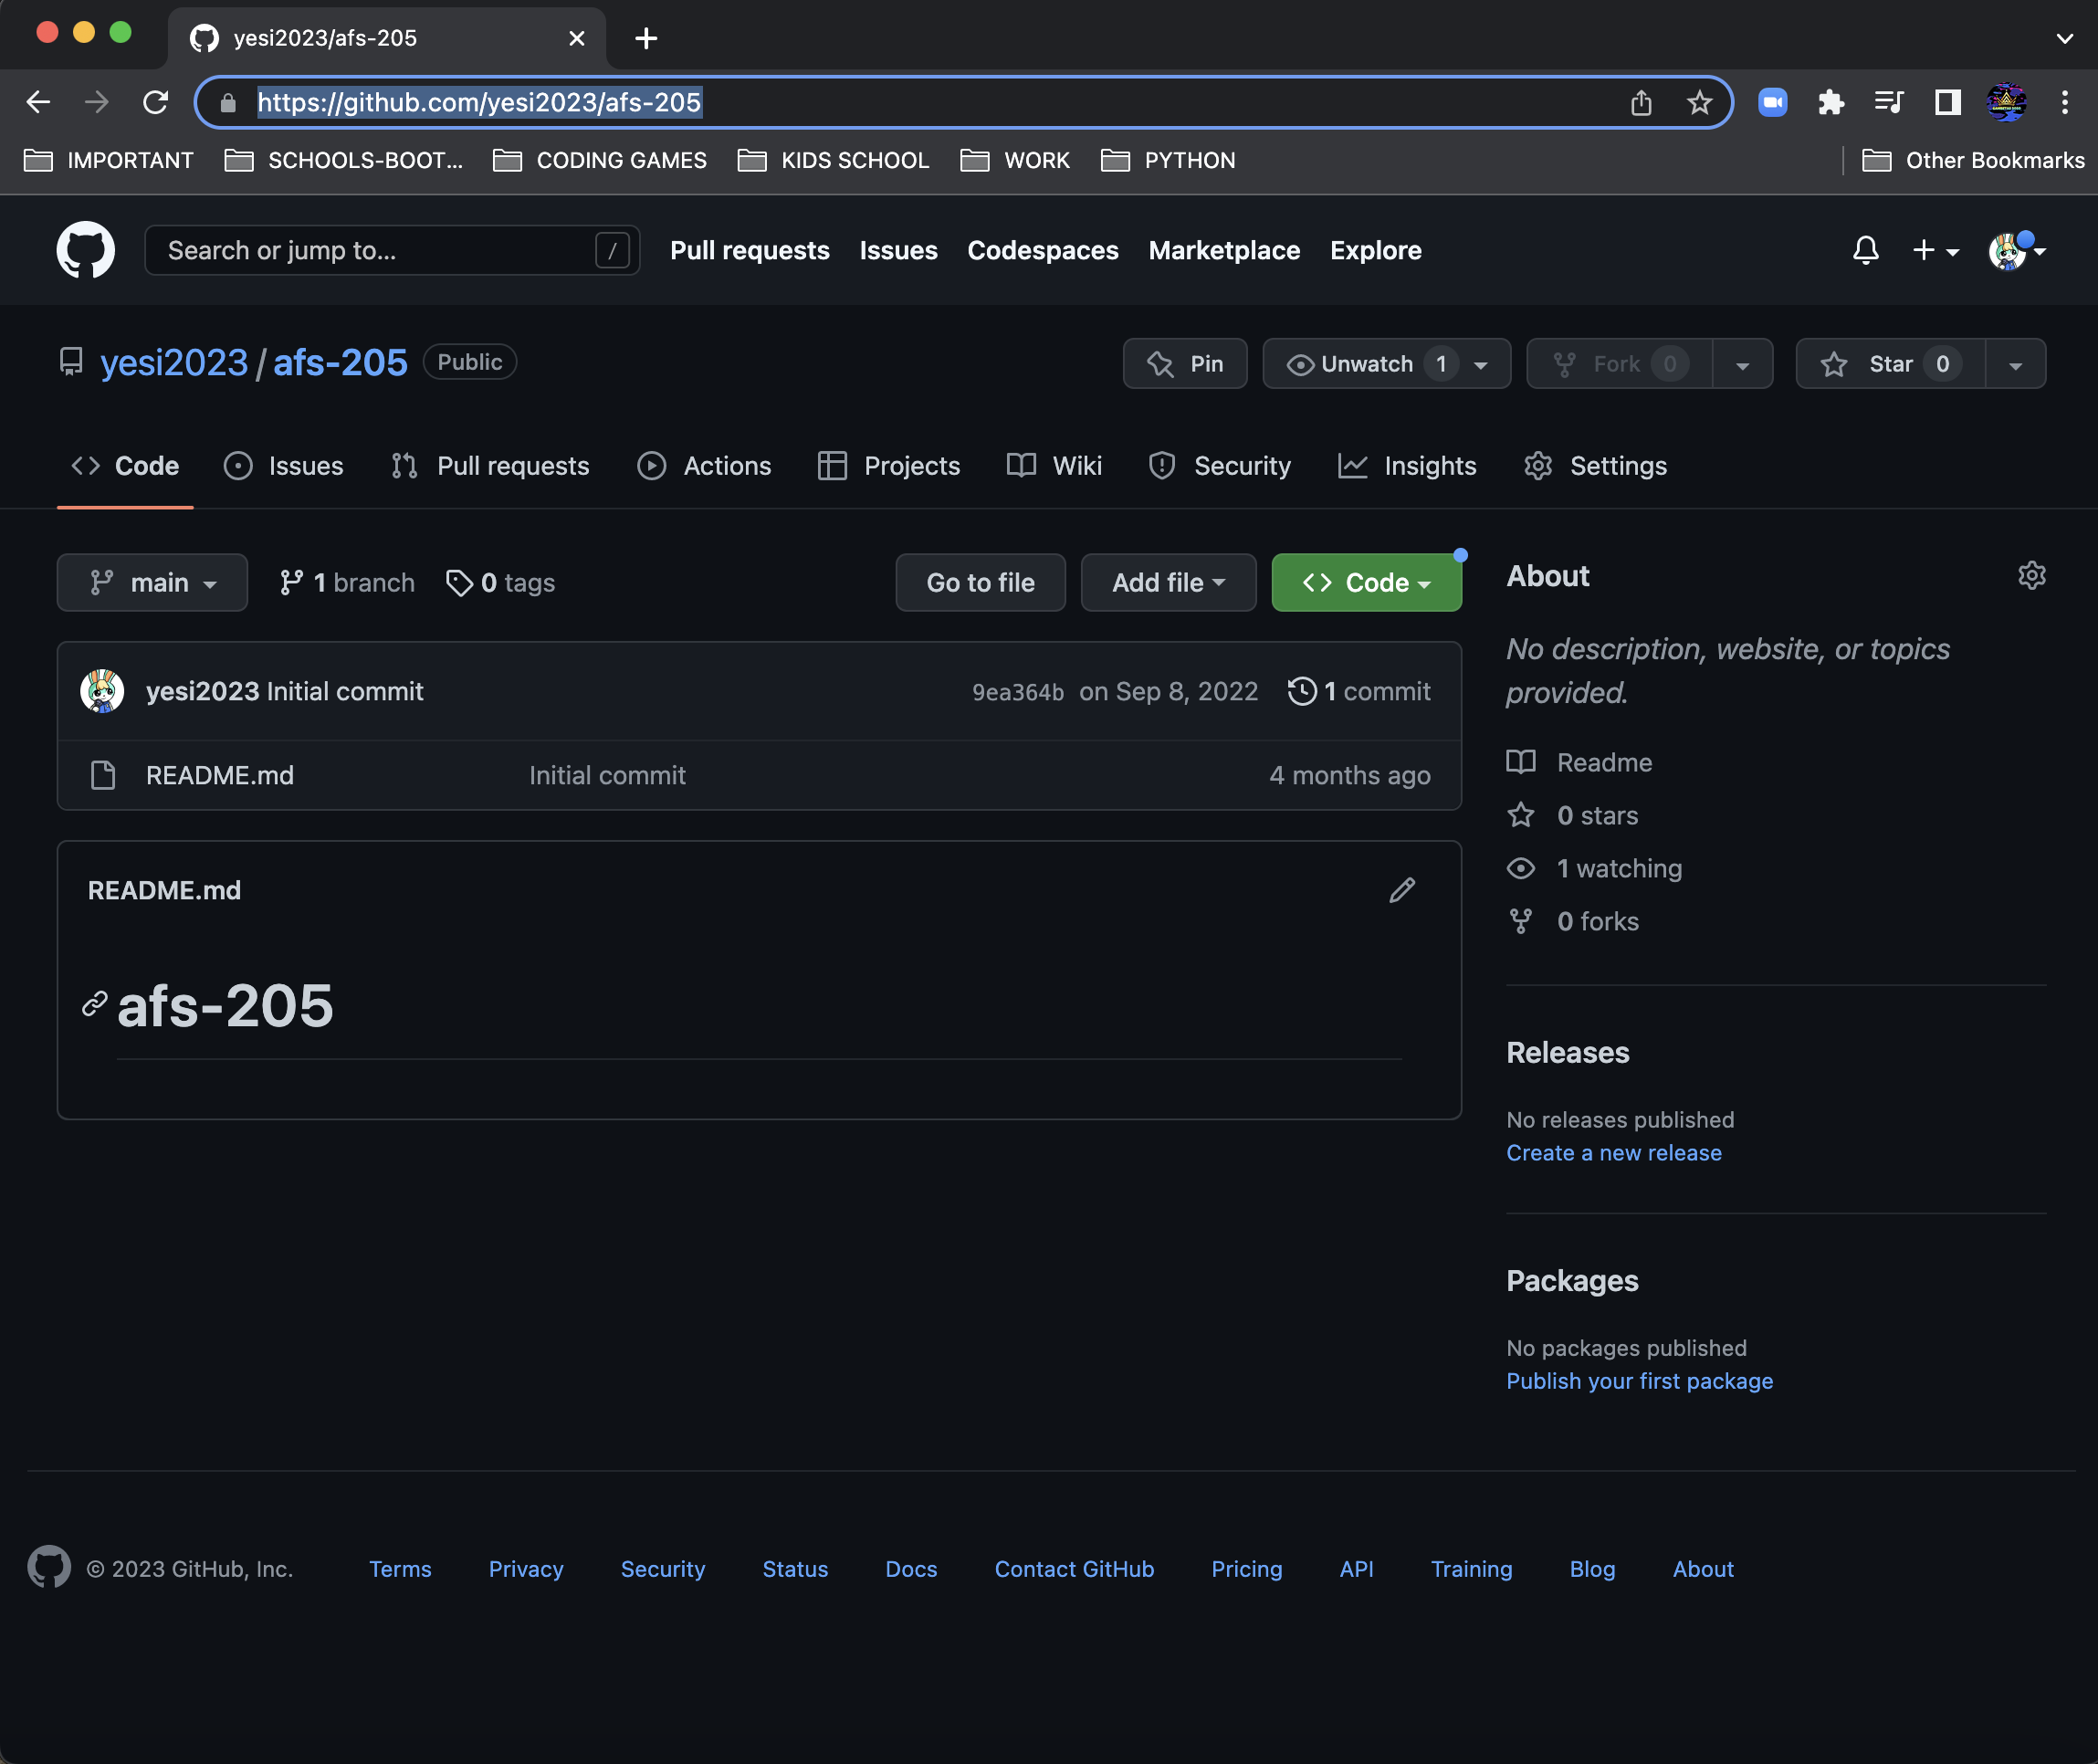 yesi2023/afs-205
https://github.com/yesi2023/afs-205
IMPORTANT SCHOOLS-BOOT... CODING GAMES KIDS SCHOOL WORK PYTHON Other Bookmarks
Search or jump to... / Pull requests Issues Codespaces Marketplace Explore
yesi2023 / afs-205 Public Pin Unwatch 1 Fork 0 Star 0
Code Issues Pull requests Actions Projects Wiki Security Insights Settings
main 1 branch 0 tags Go to file Add file Code
yesi2023 Initial commit 9ea364b on Sep 8, 2022 1 commit
README.md Initial commit 4 months ago
README.md
afs-205
About
No description, website, or topics
provided.
Readme
0 stars
1 watching
0 forks
Releases
No releases published
Create a new release
Packages
No packages published
Publish your first package
© 2023 GitHub, Inc. Terms Privacy Security Status Docs Contact GitHub Pricing API Training Blog About